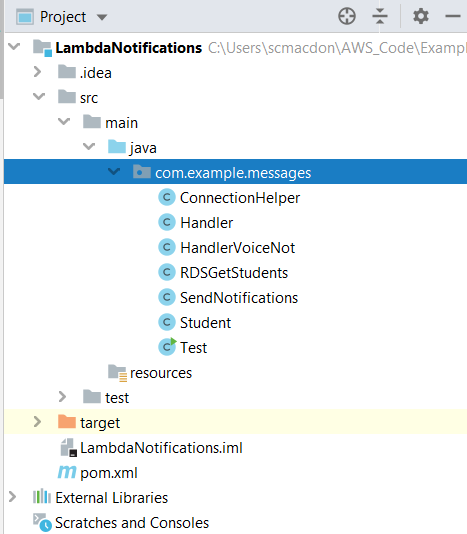 Project
LambdaNotifications C:\Users\scmacdon\AWS_Code\Examp
.idea
src
main
java
com.example.messages
C ConnectionHelper
C Handler
C HandlerVoiceNot
C RDSGetStudents
C SendNotifications
C Student
C Test
resources
test
target
LambdaNotifications.iml
m pom.xml
External Libraries
Scratches and Consoles